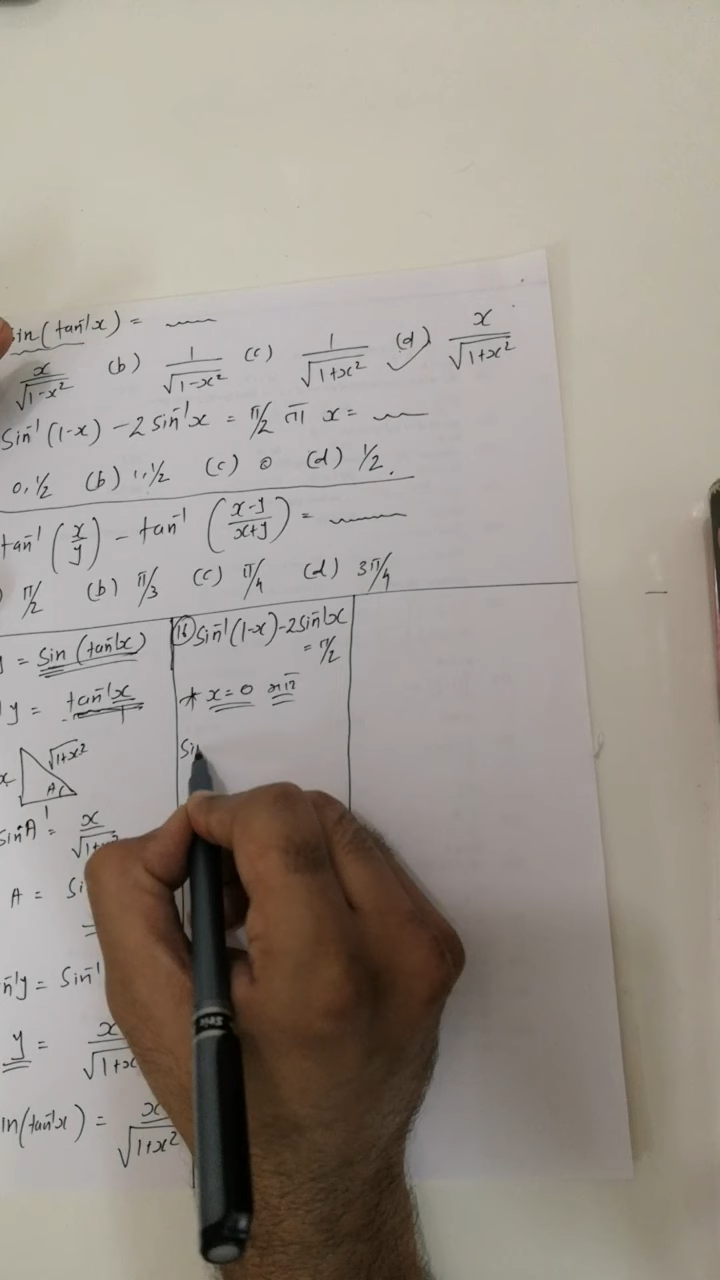 sin(tan⁻¹x) =
x/√1-x² (b) 1/√1-x² (c) 1/√1+x² (d) x/√1+x²
Sin⁻¹(1-x) - 2 sin⁻¹x = π/2 x =
0, 1/2 (b) 1, 1/2 (c) 0 (d) 1/2.
tan⁻¹(x/y) - tan⁻¹(x-y/x+y) =
π/2 (b) π/3 (c) π/4 (d) 3π/4
= sin(tan⁻¹x)
y = tan⁻¹x
x √1+x²
A 1
sinA = x/√1+x²
A =
y = Sin⁻¹
y = x/√1+x
in(tan⁻¹x) = x/√1+x²
16 Sin⁻¹(1-x) - 2Sin⁻¹x
= π/2
* x = 0
Si